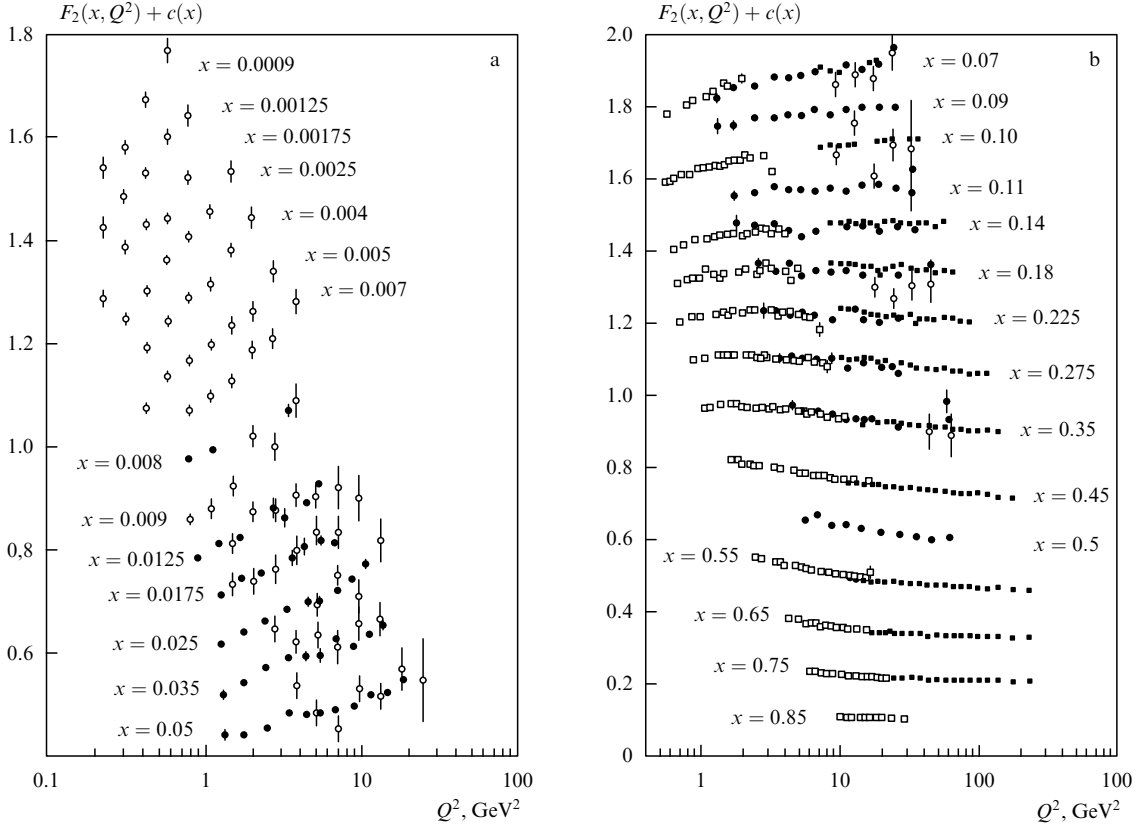 F₂(x, Q²) + c(x)
1.8
a
x = 0.0009
x = 0.00125
1.6
x = 0.00175
x = 0.0025
x = 0.004
1.4
x = 0.005
x = 0.007
1.2
1.0
x = 0.008
x = 0.009
0.8
x = 0.0125
x = 0.0175
x = 0.025
0.6
x = 0.035
x = 0.05
0.1
1
10
100
Q², GeV²
F₂(x, Q²) + c(x)
2.0
b
x = 0.07
1.8
x = 0.09
x = 0.10
1.6
x = 0.11
1.4
x = 0.14
x = 0.18
1.2
x = 0.225
1.0
x = 0.275
x = 0.35
0.8
x = 0.45
0.6
x = 0.5
x = 0.55
0.4
x = 0.65
0.2
x = 0.75
x = 0.85
0
1
10
100
1000
Q², GeV²